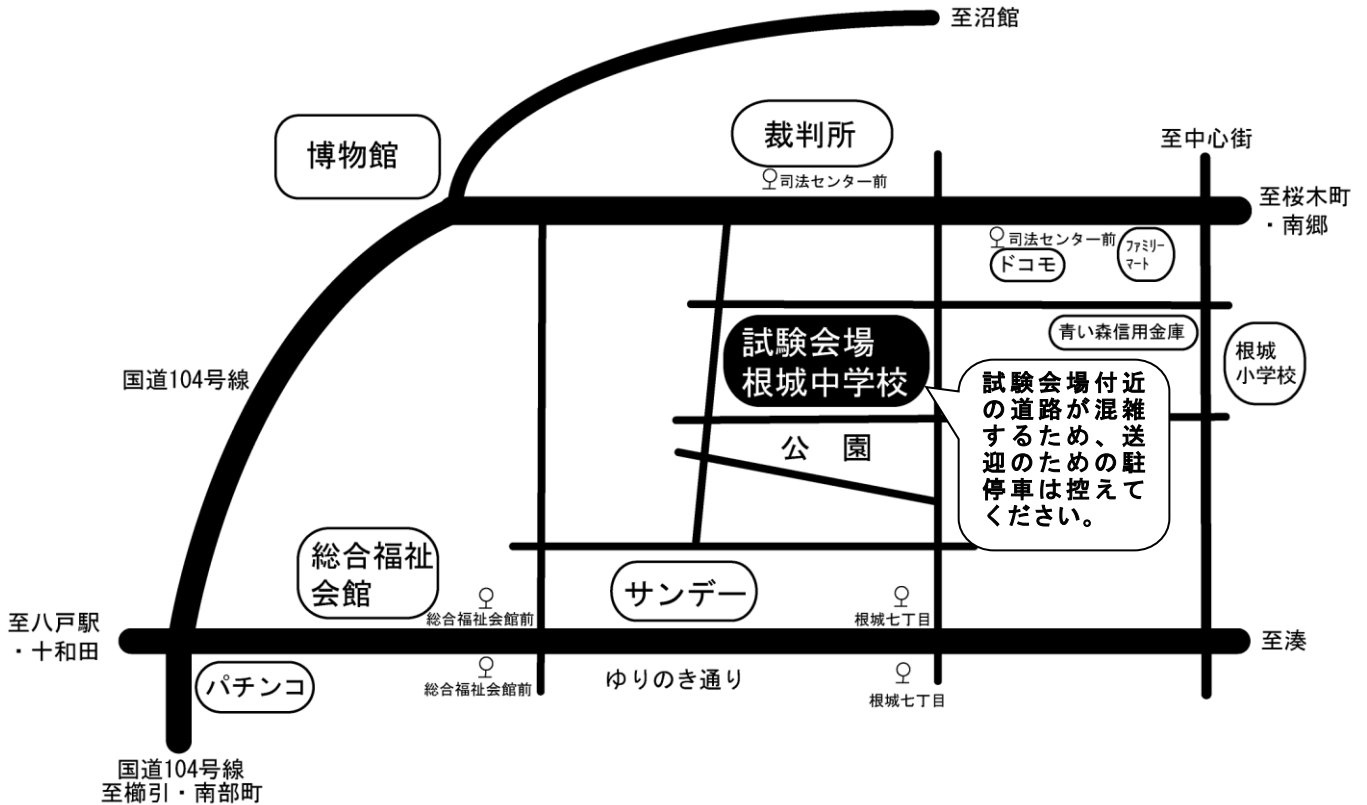 至沼館
博物館
裁判所
司法センター前
至中心街
至桜木町
・南郷
司法センター前
ドコモ
ファミリー
マート
青い森信用金庫
根城
小学校
試験会場
根城中学校
試験会場付近
の道路が混雑
するため、送
迎のための駐
停車は控えて
ください。
国道104号線
公 園
総合福祉
会館
サンデー
総合福祉会館前
根城七丁目
至八戸駅
・十和田
至湊
パチンコ
総合福祉会館前
ゆりのき通り
根城七丁目
国道104号線
至櫛引・南部町